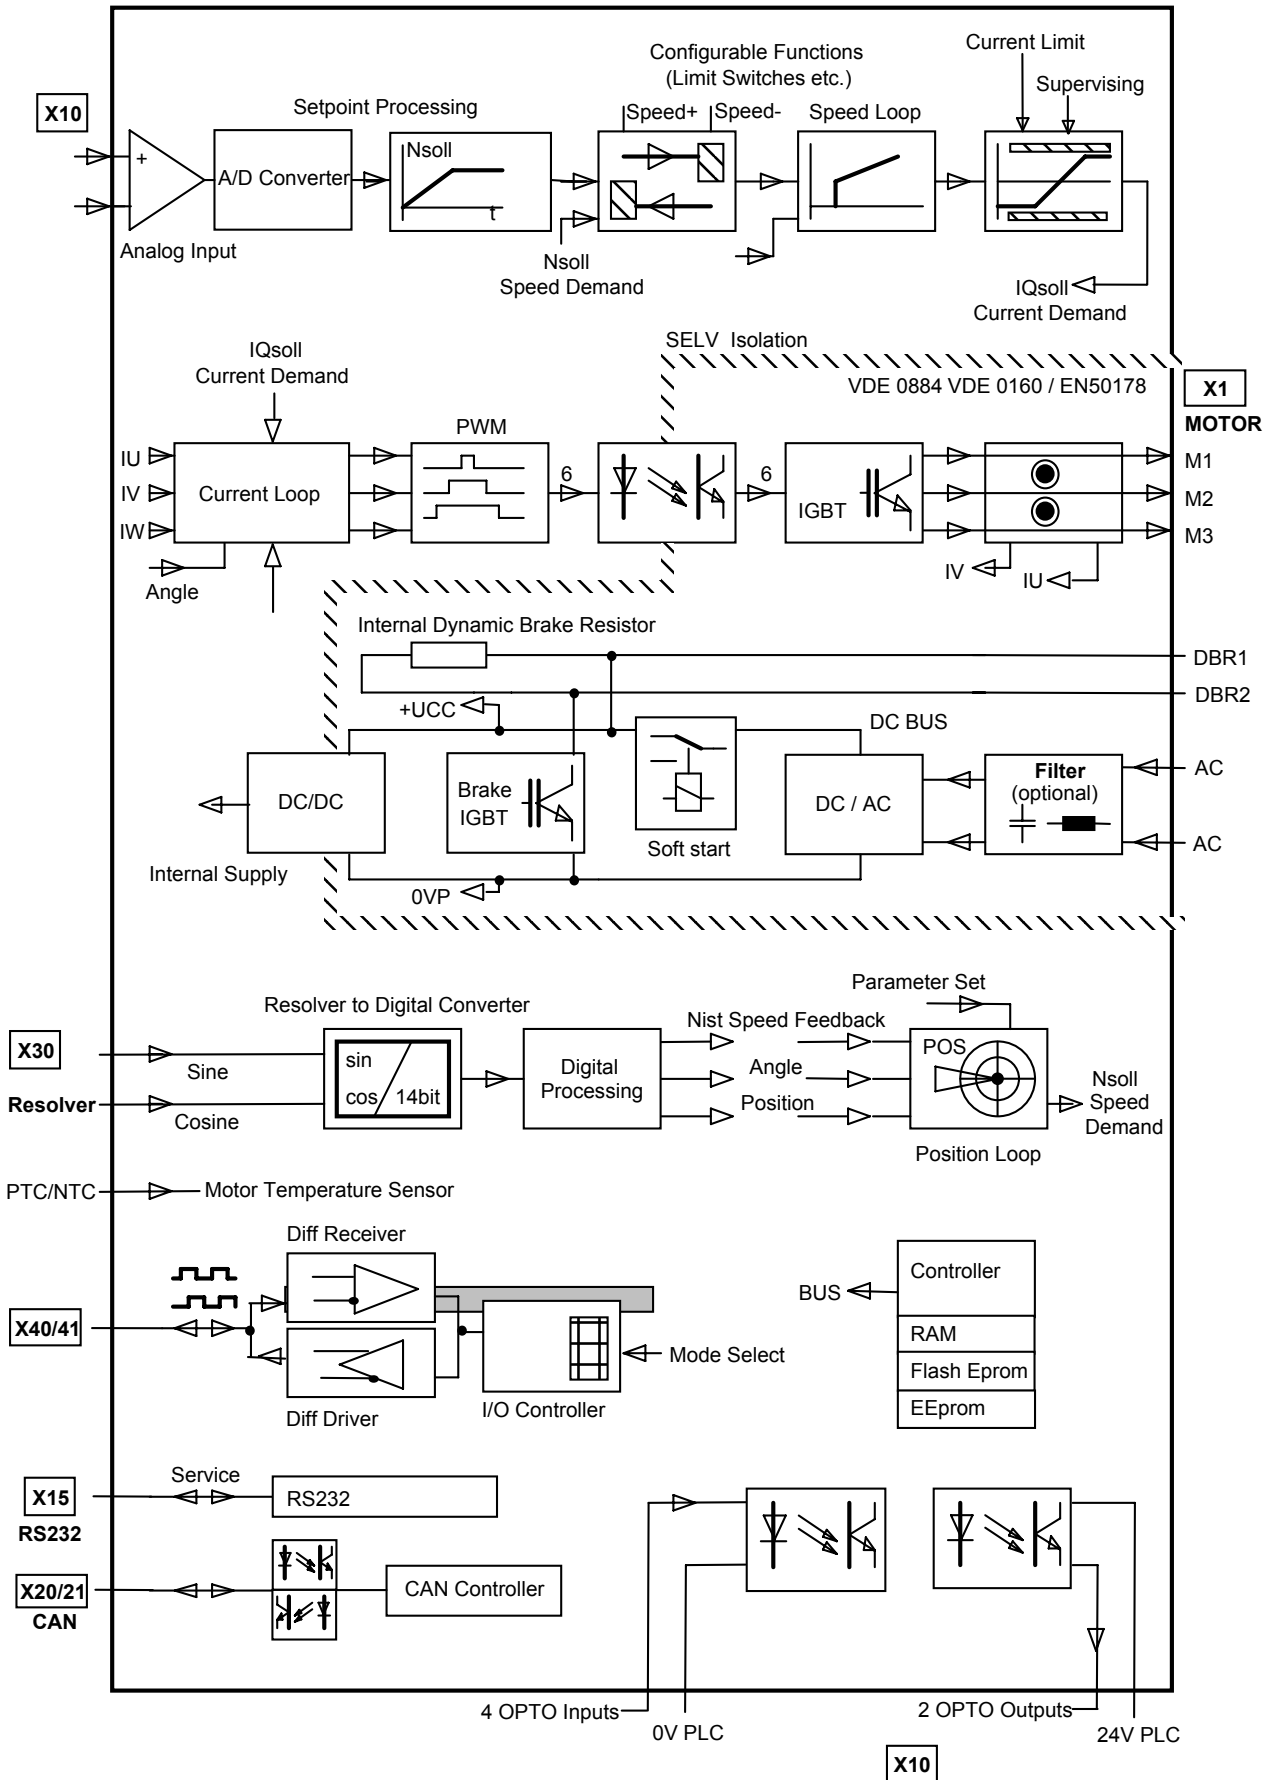 Configurable Functions
(Limit Switches etc.)
Current Limit
Supervising
X10
Setpoint Processing
Speed+
Speed-
Speed Loop
+
A/D Converter
Nsoll
t
Analog Input
Nsoll
Speed Demand
IQsoll
Current Demand
SELV Isolation
VDE 0884 VDE 0160 / EN50178
X1
MOTOR
IQsoll
Current Demand
PWM
IU
IV
IW
Current Loop
6
6
IGBT
M1
M2
M3
Angle
IV
IU
Internal Dynamic Brake Resistor
DBR1
DBR2
+UCC
DC BUS
DC/DC
Brake
IGBT
Soft start
DC / AC
Filter
(optional)
AC
AC
Internal Supply
0VP
Parameter Set
Resolver to Digital Converter
Nist Speed Feedback
X30
Sine
sin
cos
14bit
Digital
Processing
Angle
Position
POS
Nsoll
Speed
Demand
Resolver
Cosine
Position Loop
PTC/NTC
Motor Temperature Sensor
Diff Receiver
X40/41
Mode Select
Diff Driver
I/O Controller
BUS
Controller
RAM
Flash Eprom
EEprom
Service
X15
RS232
RS232
X20/21
CAN
CAN Controller
4 OPTO Inputs
0V PLC
2 OPTO Outputs
24V PLC
X10